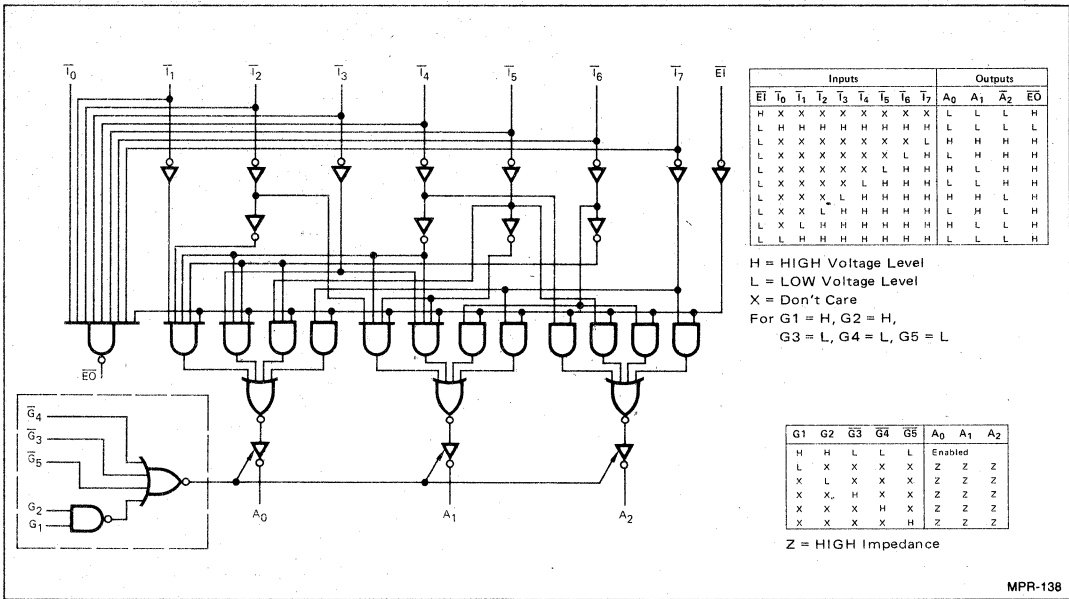 I̅0 I̅1 I̅2 I̅3 I̅4 I̅5 I̅6 I̅7 E̅I̅
Inputs Outputs
E̅I̅ I̅0 I̅1 I̅2 I̅3 I̅4 I̅5 I̅6 I̅7 A0 A1 A̅2 E̅O̅
H X X X X X X X X L L L H
L H H H H H H H H L L L L
L X X X X X X X L H H H H
L X X X X X X L H L H H H
L X X X X X L H H H L H H
L X X X X L H H H L L H H
L X X X L H H H H H H L H
L X X L H H H H H L H L H
L X L H H H H H H H L L H
L L H H H H H H H L L L H
H = HIGH Voltage Level
L = LOW Voltage Level
X = Don't Care
For G1 = H, G2 = H,
G3 = L, G4 = L, G5 = L
E̅O̅
G̅4
G̅3
G̅5
G2
G1
A0 A1 A2
G1 G2 G̅3̅ G̅4̅ G̅5̅ A0 A1 A2
H H L L L Enabled
L X X X X Z Z Z
X L X X X Z Z Z
X X H X X Z Z Z
X X X H X Z Z Z
X X X X H Z Z Z
Z = HIGH Impedance
MPR-138